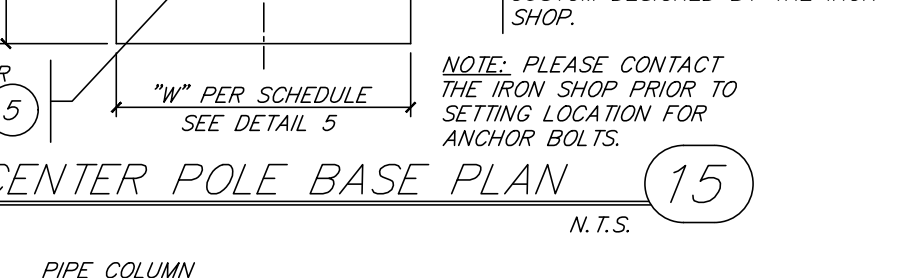 SHOP.
NOTE: PLEASE CONTACT
THE IRON SHOP PRIOR TO
SETTING LOCATION FOR
ANCHOR BOLTS.
R
5
"W" PER SCHEDULE
SEE DETAIL 5
CENTER POLE BASE PLAN
15
N.T.S.
PIPE COLUMN